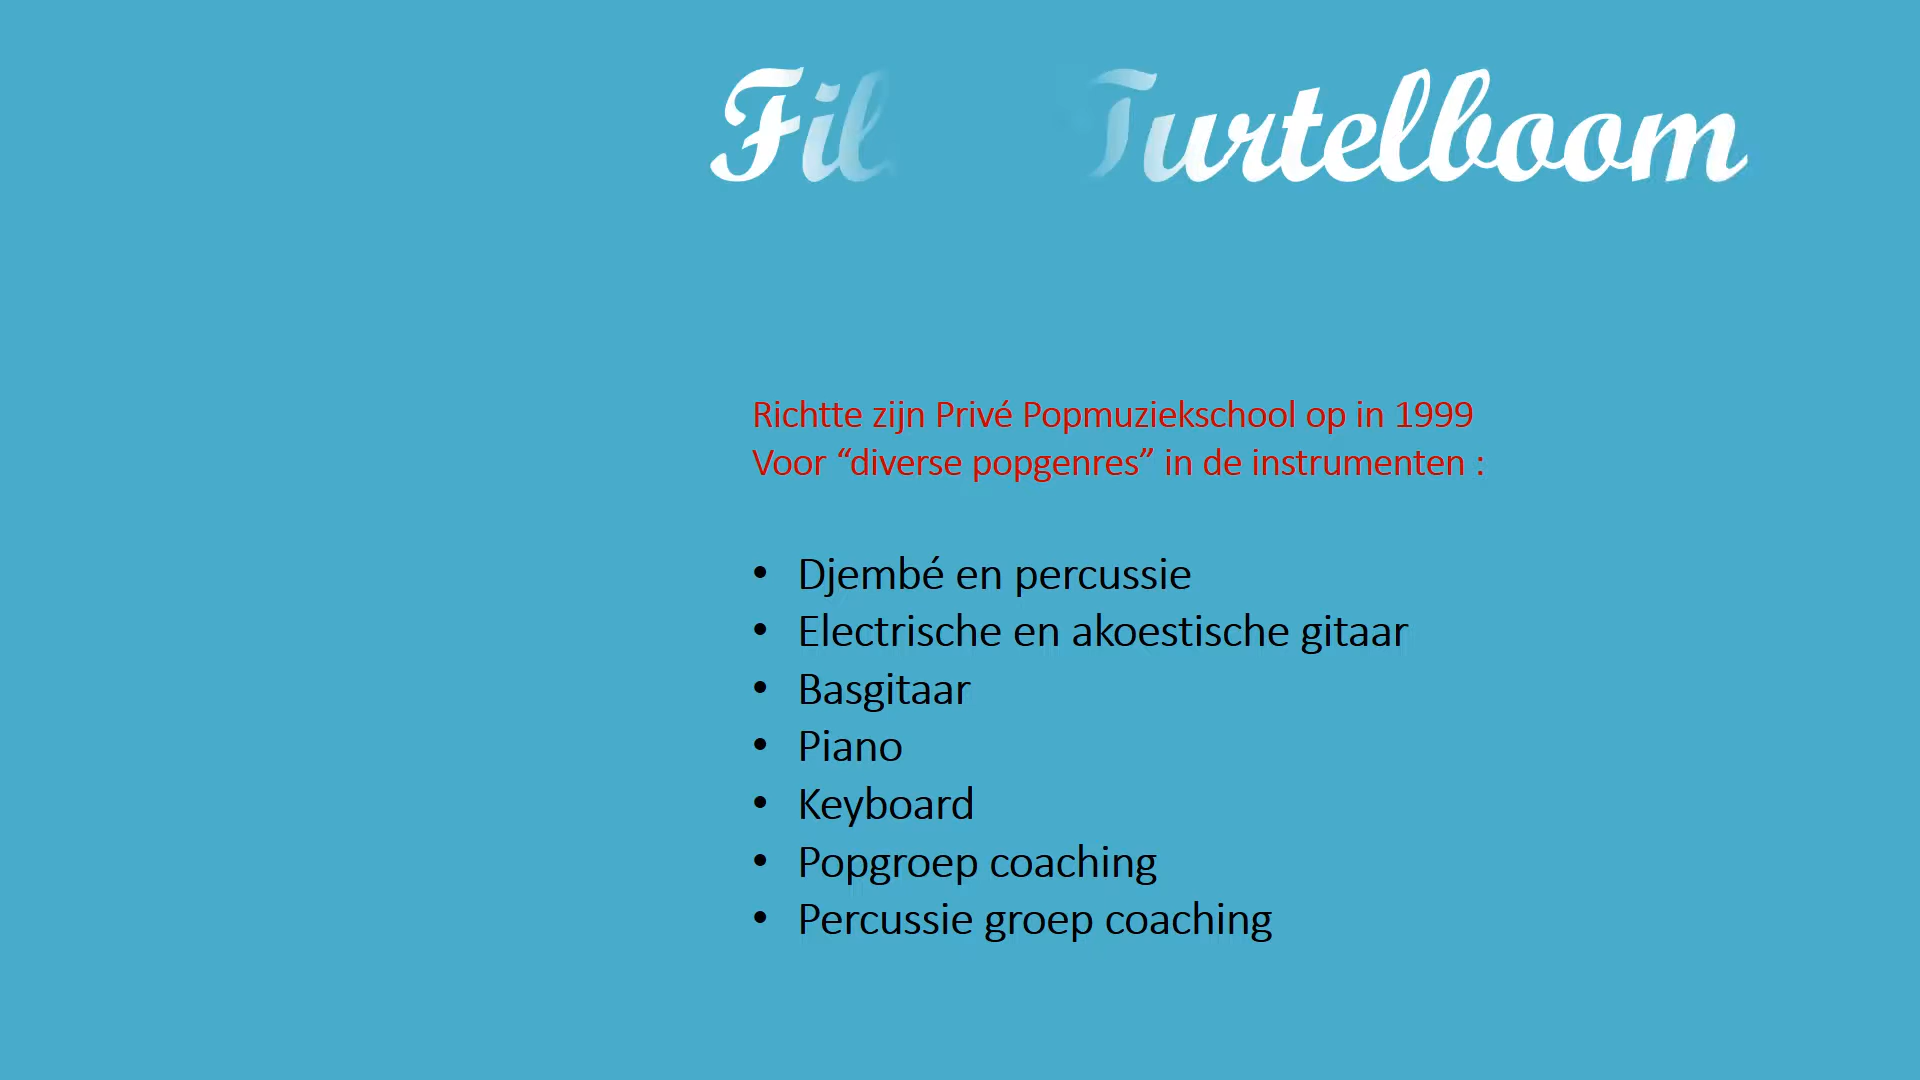 Turtelboom
Richtte zijn Privé Popmuziekschool op in 1999
Voor “diverse popgenres” in de instrumenten :
• Djembé en percussie
• Electrische en akoestische gitaar
• Basgitaar
• Piano
• Keyboard
• Popgroep coaching
• Percussie groep coaching